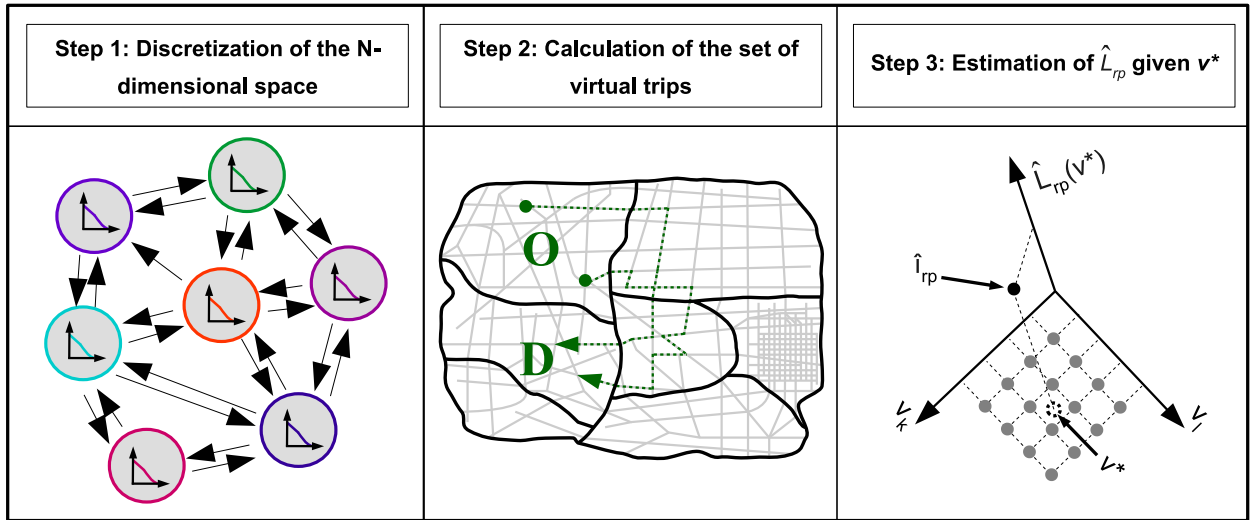 Step 1: Discretization of the N-
dimensional space
Step 2: Calculation of the set of
virtual trips
Step 3: Estimation of L̂rp given v*
O
D
L̂rp(v*)
l̂rp
vk
vl
v*